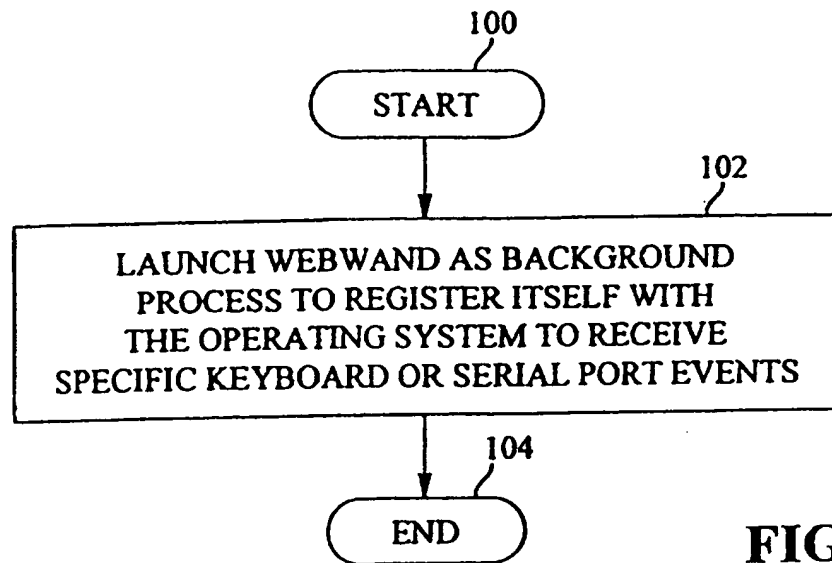 100
START
102
LAUNCH WEBWAND AS BACKGROUND
PROCESS TO REGISTER ITSELF WITH
THE OPERATING SYSTEM TO RECEIVE
SPECIFIC KEYBOARD OR SERIAL PORT EVENTS
104
END
FIG